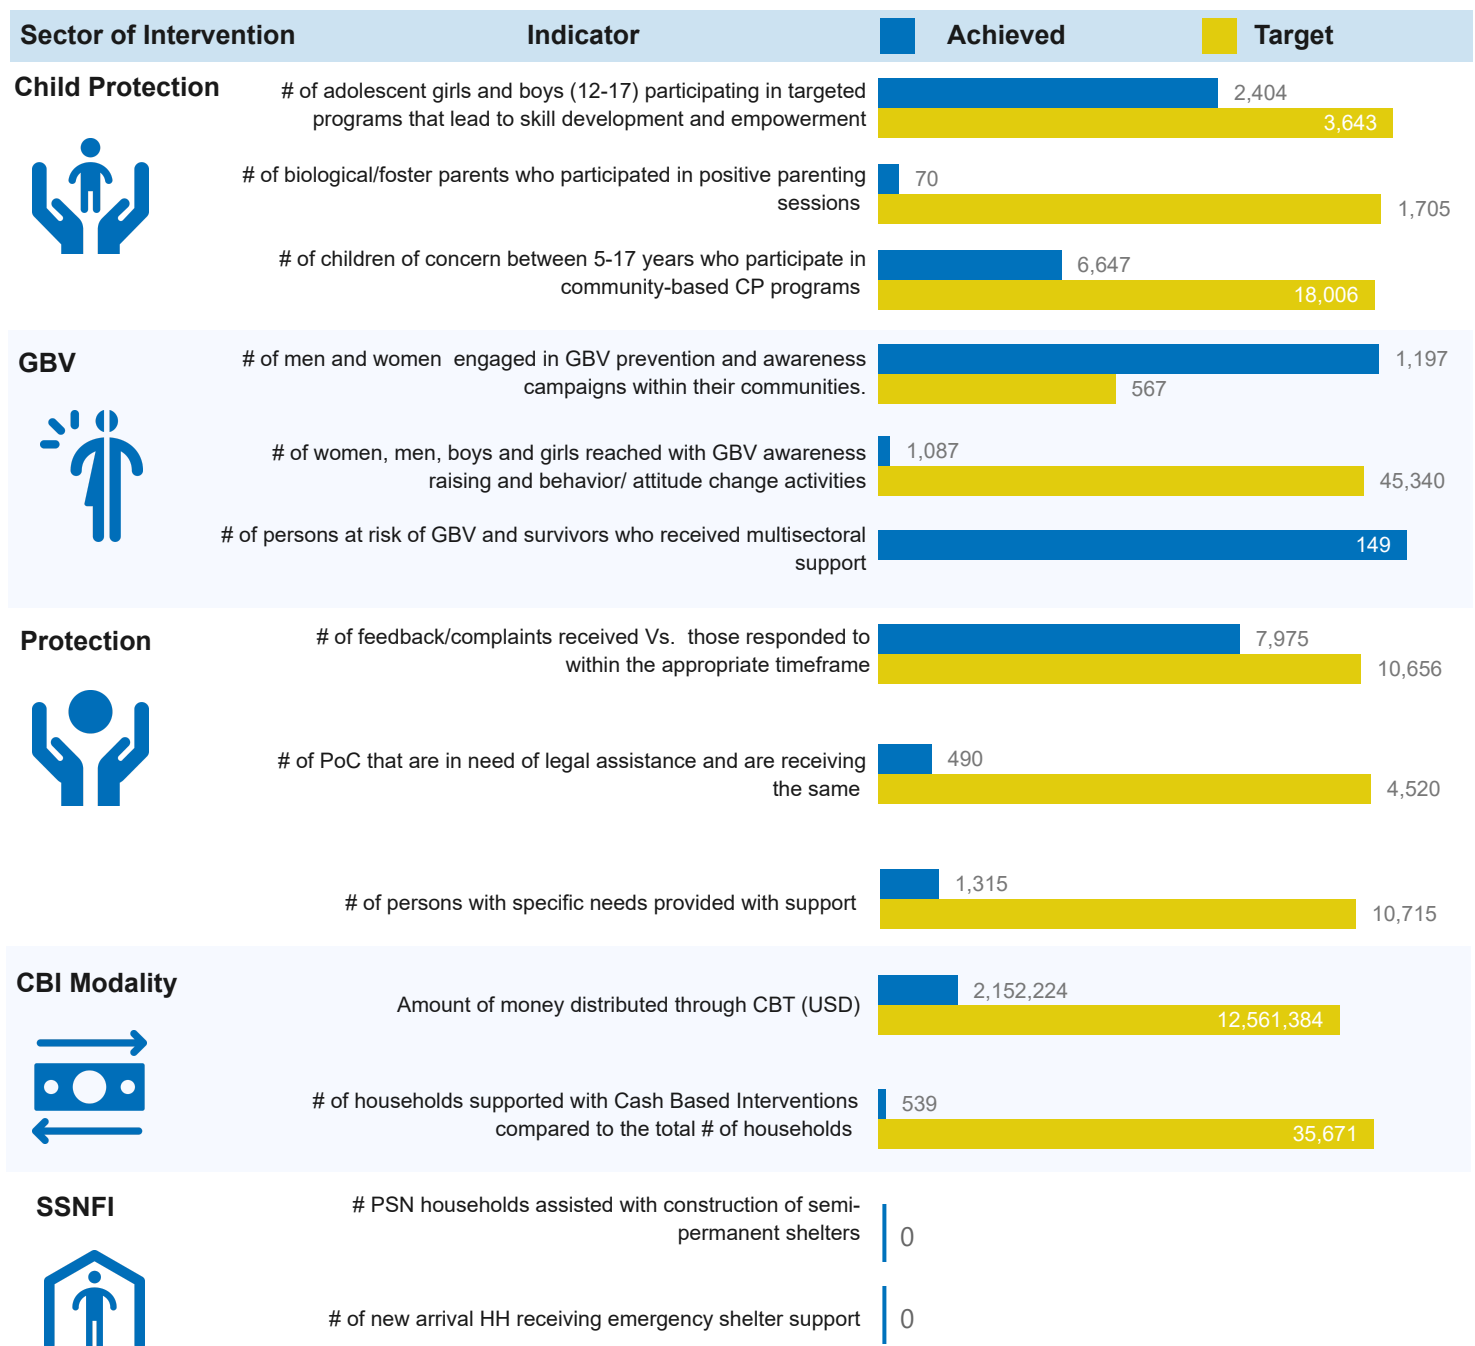 Sector of Intervention Indicator Achieved Target
Child Protection
# of adolescent girls and boys (12-17) participating in targeted
programs that lead to skill development and empowerment
2,404
3,643
# of biological/foster parents who participated in positive parenting
sessions
70
1,705
# of children of concern between 5-17 years who participate in
community-based CP programs
6,647
18,006
GBV
# of men and women engaged in GBV prevention and awareness
campaigns within their communities.
1,197
567
# of women, men, boys and girls reached with GBV awareness
raising and behavior/ attitude change activities
1,087
45,340
# of persons at risk of GBV and survivors who received multisectoral
support
149
Protection
# of feedback/complaints received Vs. those responded to
within the appropriate timeframe
7,975
10,656
# of PoC that are in need of legal assistance and are receiving
the same
490
4,520
# of persons with specific needs provided with support
1,315
10,715
CBI Modality
Amount of money distributed through CBT (USD)
2,152,224
12,561,384
# of households supported with Cash Based Interventions
compared to the total # of households
539
35,671
SSNFI
# PSN households assisted with construction of semi-
permanent shelters
0
# of new arrival HH receiving emergency shelter support
0